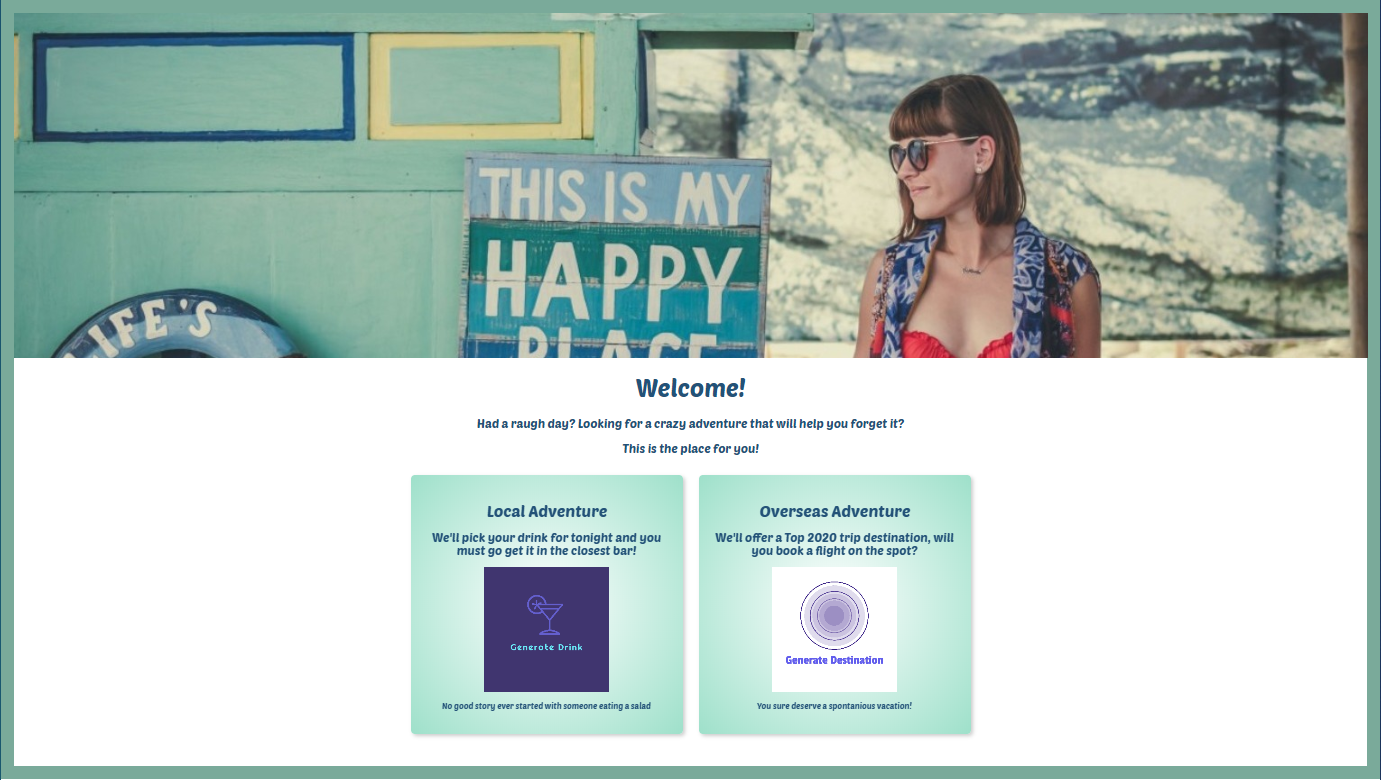 THIS IS MY
HAPPY
PLACE
LIFE'S
Welcome!
Had a raugh day? Looking for a crazy adventure that will help you forget it?
This is the place for you!
Local Adventure
We'll pick your drink for tonight and you
must go get it in the closest bar!
Generate Drink
No good story ever started with someone eating a salad
Overseas Adventure
We'll offer a Top 2020 trip destination, will
you book a flight on the spot?
Generate Destination
You sure deserve a spontanious vacation!